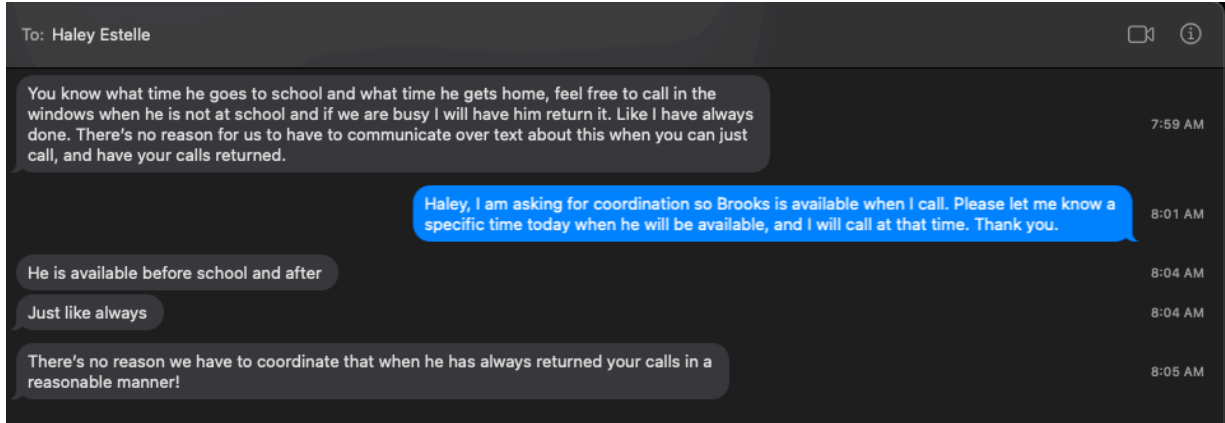 To: Haley Estelle
You know what time he goes to school and what time he gets home, feel free to call in the
windows when he is not at school and if we are busy I will have him return it. Like I have always
done. There’s no reason for us to have to communicate over text about this when you can just
call, and have your calls returned.
7:59 AM
Haley, I am asking for coordination so Brooks is available when I call. Please let me know a
specific time today when he will be available, and I will call at that time. Thank you.
8:01 AM
He is available before school and after
8:04 AM
Just like always
8:04 AM
There’s no reason we have to coordinate that when he has always returned your calls in a
reasonable manner!
8:05 AM